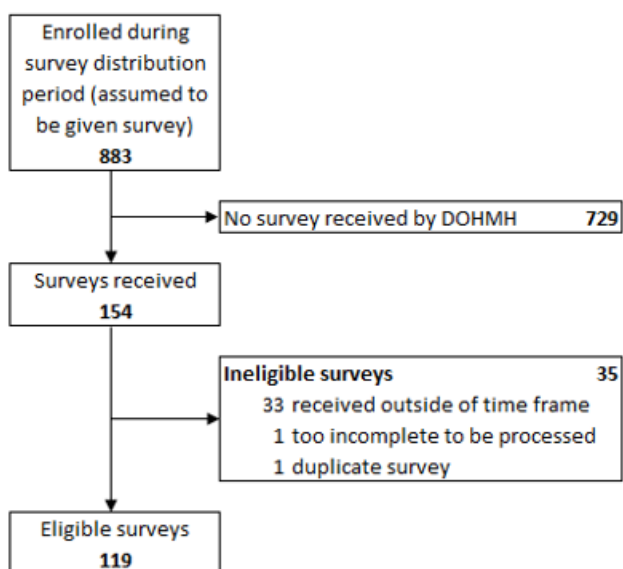 Enrolled during
survey distribution
period (assumed to
be given survey)
883
No survey received by DOHMH 729
Surveys received
154
Ineligible surveys 35
33 received outside of time frame
1 too incomplete to be processed
1 duplicate survey
Eligible surveys
119